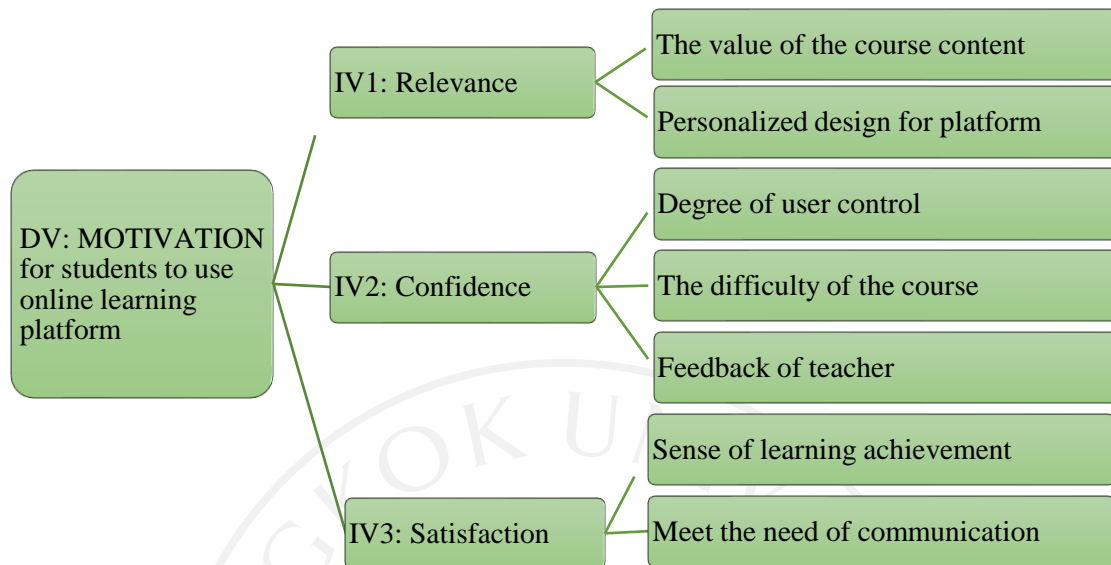 DV: MOTIVATION
for students to use
online learning
platform
IV1: Relevance
The value of the course content
Personalized design for platform
IV2: Confidence
Degree of user control
The difficulty of the course
Feedback of teacher
IV3: Satisfaction
Sense of learning achievement
Meet the need of communication